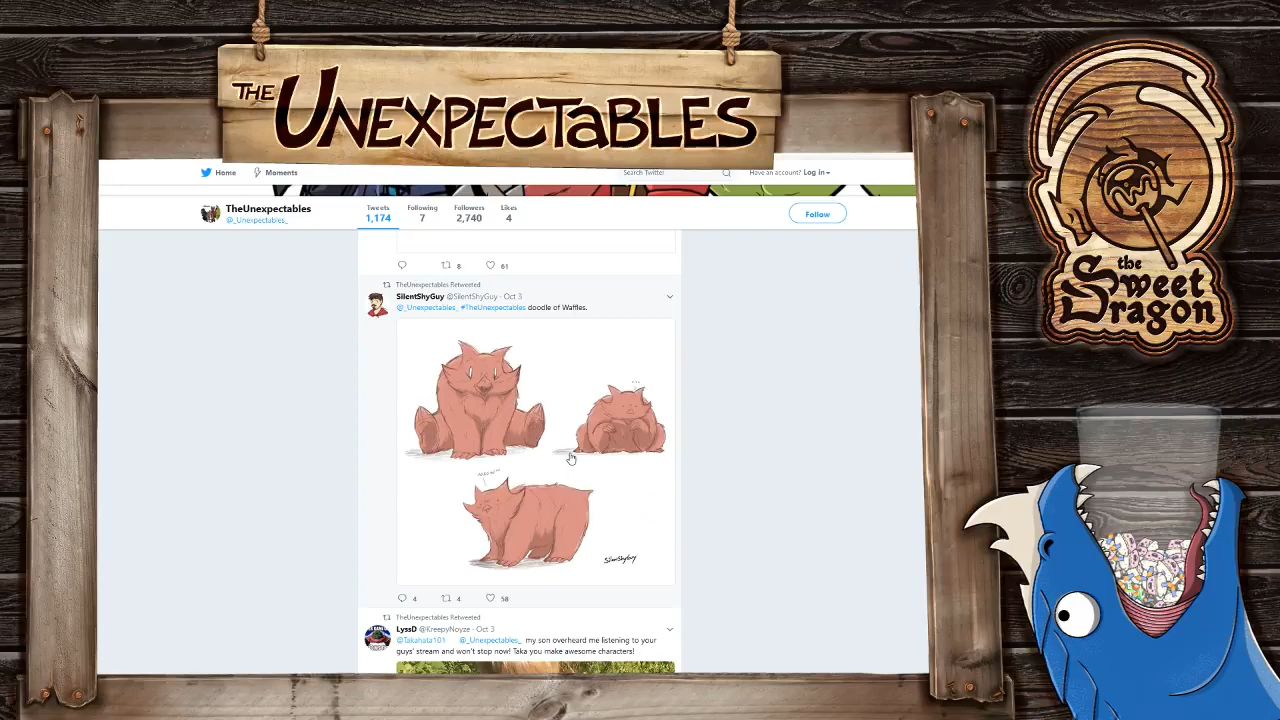 THE UNEXPECTaBLES
Home Moments Search Twitter Have an account? Log in
TheUnexpectables
@_Unexpectables_
Tweets Following Followers Likes
1,174 7 2,740 4
Follow
8 61
TheUnexpectables Retweeted
SilentShyGuy @SilentShyGuy · Oct 3
@_Unexpectables_ #TheUnexpectables doodle of Waffles.
SilentShyGuy
4 4 58
TheUnexpectables Retweeted
LyssD @KreepyNoyze · Oct 3
@Takahata101 @_Unexpectables_ my son overheard me listening to your
guys' stream and won't stop now! Taka you make awesome characters!
the
Sweet
Dragon